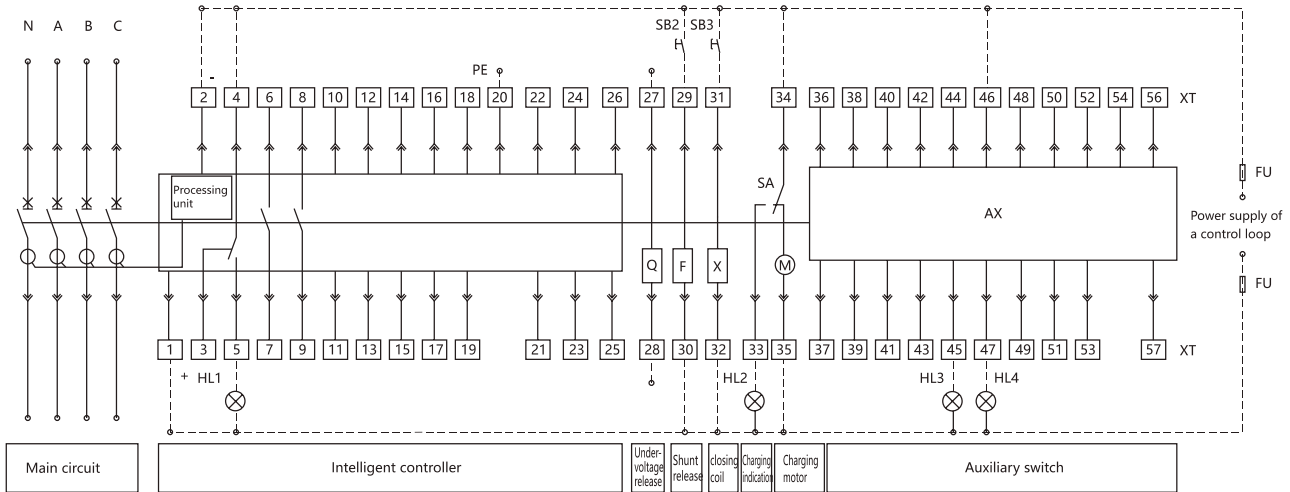 N A B C
SB2 SB3
PE
-
2 4 6 8 10 12 14 16 18 20 22 24 26 27 29 31 34 36 38 40 42 44 46 48 50 52 54 56 XT
FU
Processing
unit
SA
AX
Power supply of
a control loop
Q F X M
FU
1 3 5 7 9 11 13 15 17 19 21 23 25 28 30 32 33 35 37 39 41 43 45 47 49 51 53 57 XT
+ HL1 HL2 HL3 HL4
Main circuit
Intelligent controller
Under-
voltage
release
Shunt
release
closing
coil
Charging
indication
Charging
motor
Auxiliary switch